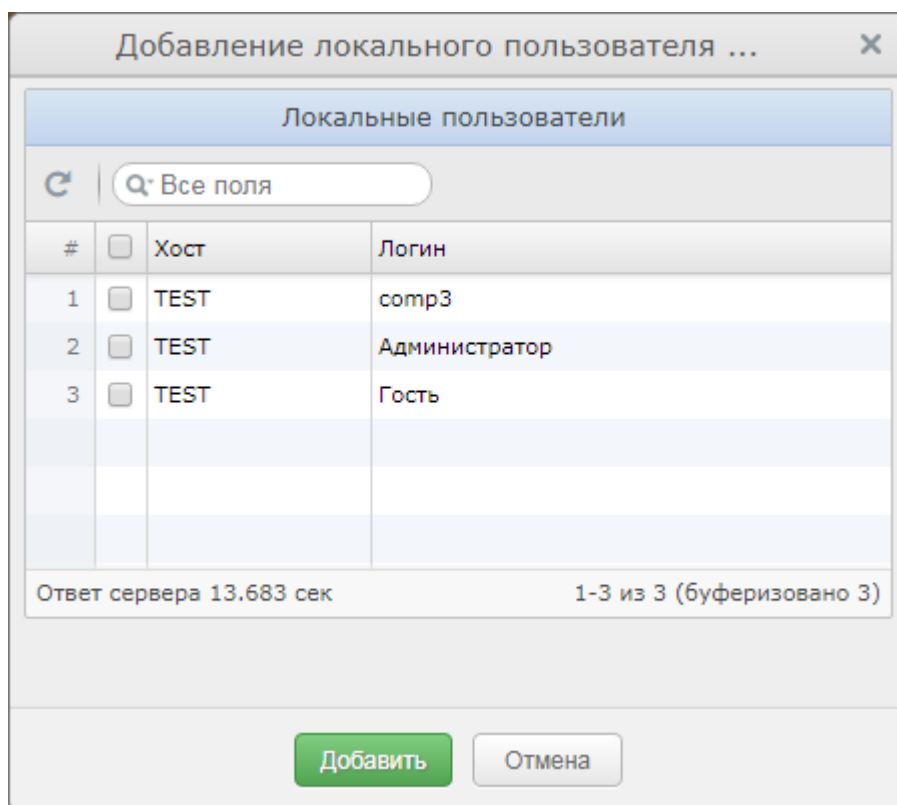 Добавление локального пользователя ...
Локальные пользователи
Все поля
# Хост Логин
1 TEST comp3
2 TEST Администратор
3 TEST Гость
Ответ сервера 13.683 сек 1-3 из 3 (буферизовано 3)
Добавить Отмена